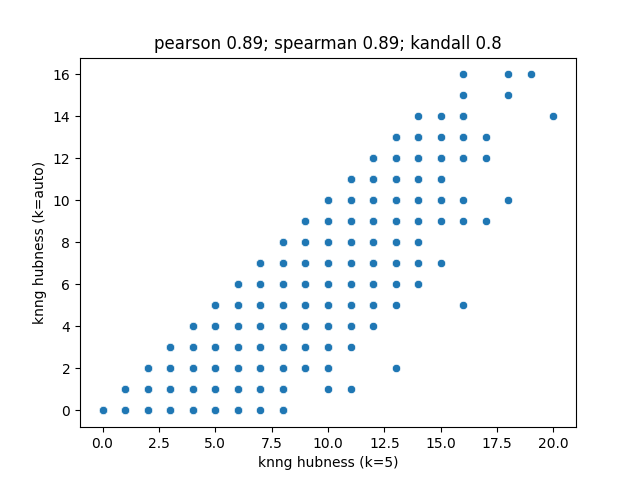 pearson 0.89; spearman 0.89; kandall 0.8
16
14
12
10
8
6
4
2
0
knng hubness (k=auto)
0.0 2.5 5.0 7.5 10.0 12.5 15.0 17.5 20.0
knng hubness (k=5)